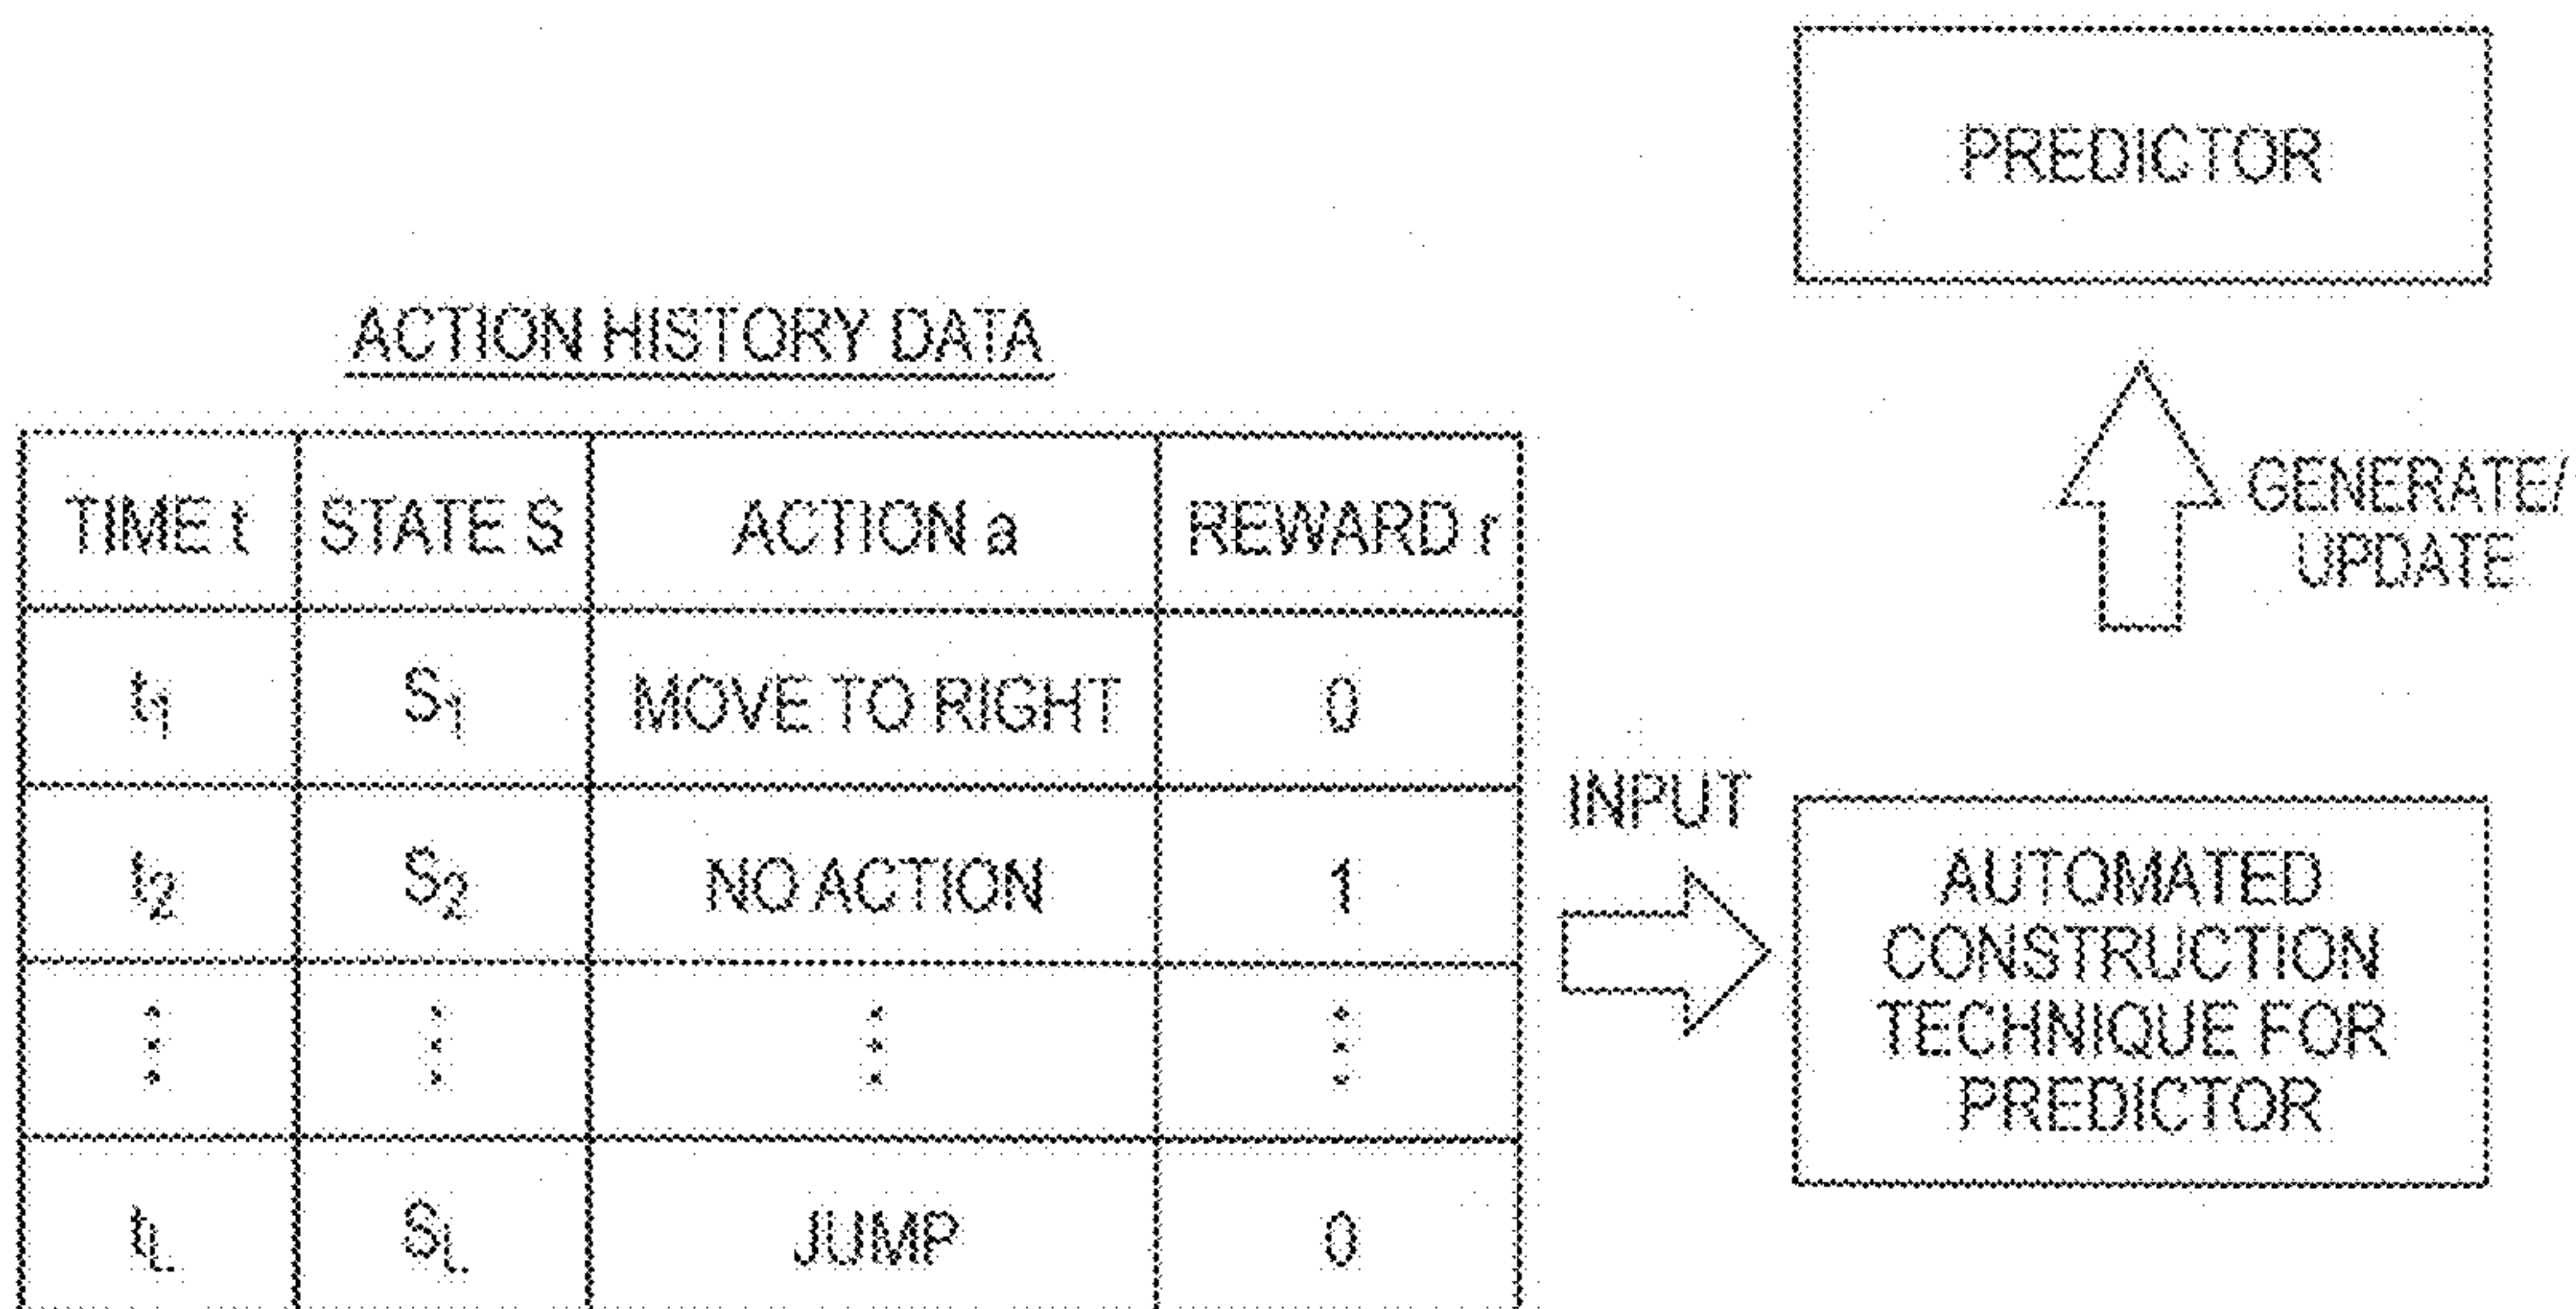 PREDICTOR
ACTION HISTORY DATA
GENERATE/
UPDATE
TIME t STATE S ACTION a REWARD r
t1 S1 MOVE TO RIGHT 0
INPUT
t2 S2 NO ACTION 1
AUTOMATED
CONSTRUCTION
TECHNIQUE FOR
PREDICTOR
tL SL JUMP 0